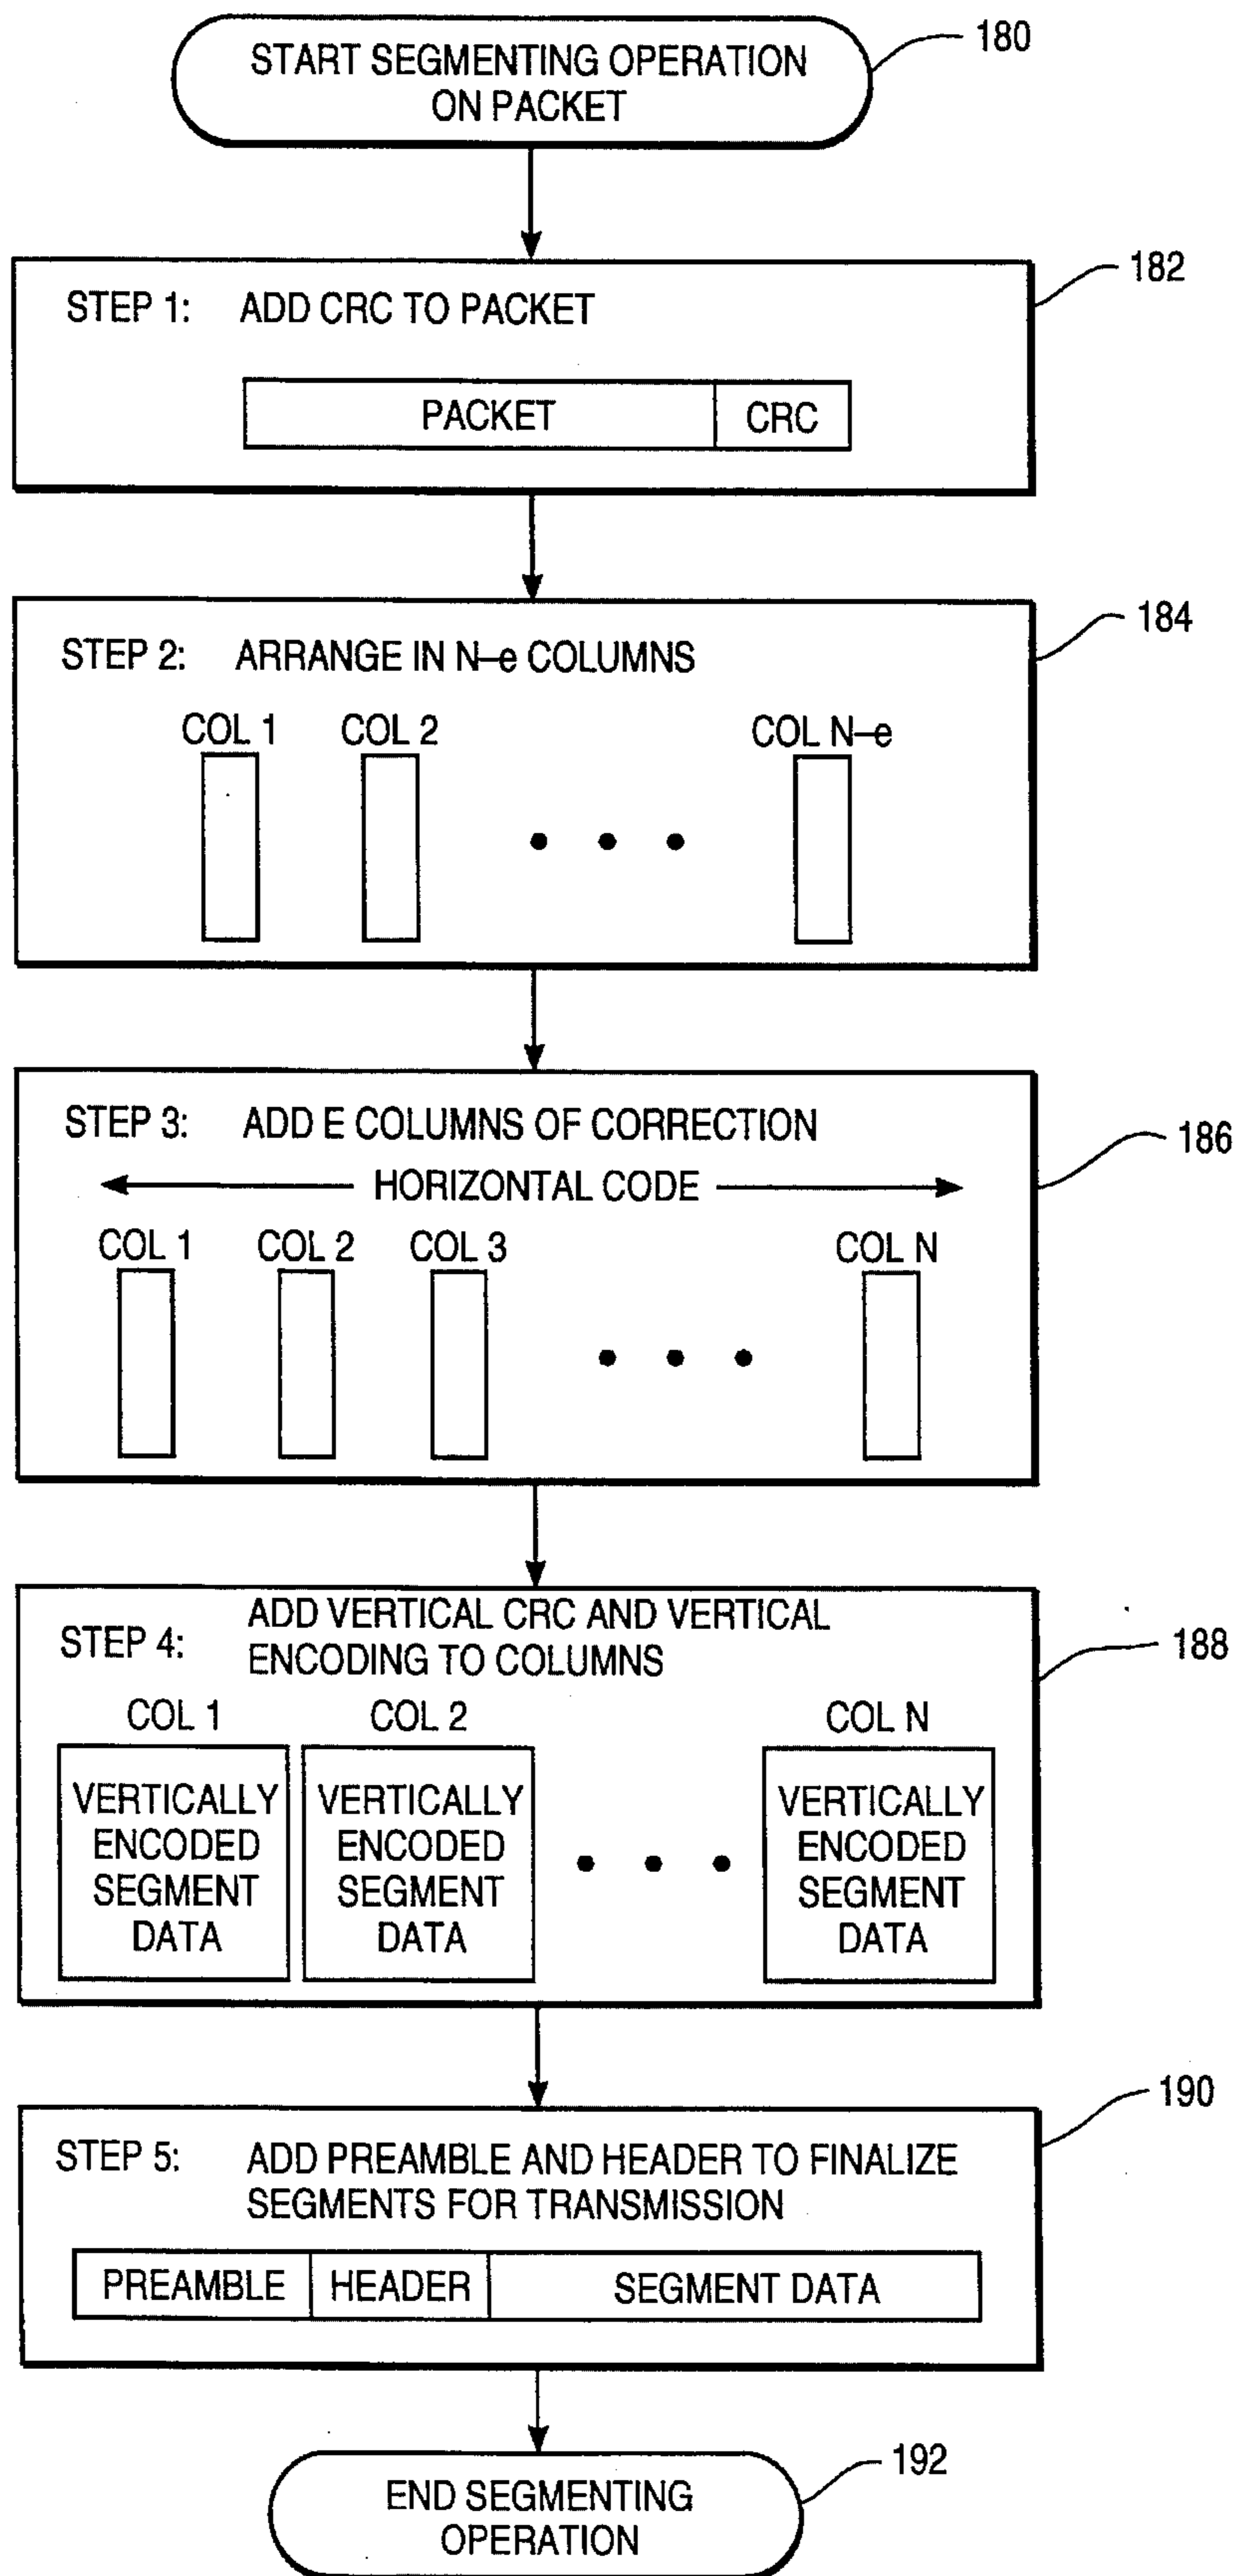 START SEGMENTING OPERATION
ON PACKET
180
STEP 1: ADD CRC TO PACKET
182
PACKET CRC
STEP 2: ARRANGE IN N–e COLUMNS
184
COL 1 COL 2 COL N–e
STEP 3: ADD E COLUMNS OF CORRECTION
186
HORIZONTAL CODE
COL 1 COL 2 COL 3 COL N
STEP 4: ADD VERTICAL CRC AND VERTICAL
ENCODING TO COLUMNS
188
COL 1 COL 2 COL N
VERTICALLY VERTICALLY VERTICALLY
ENCODED ENCODED ENCODED
SEGMENT SEGMENT SEGMENT
DATA DATA DATA
190
STEP 5: ADD PREAMBLE AND HEADER TO FINALIZE
SEGMENTS FOR TRANSMISSION
PREAMBLE HEADER SEGMENT DATA
192
END SEGMENTING
OPERATION